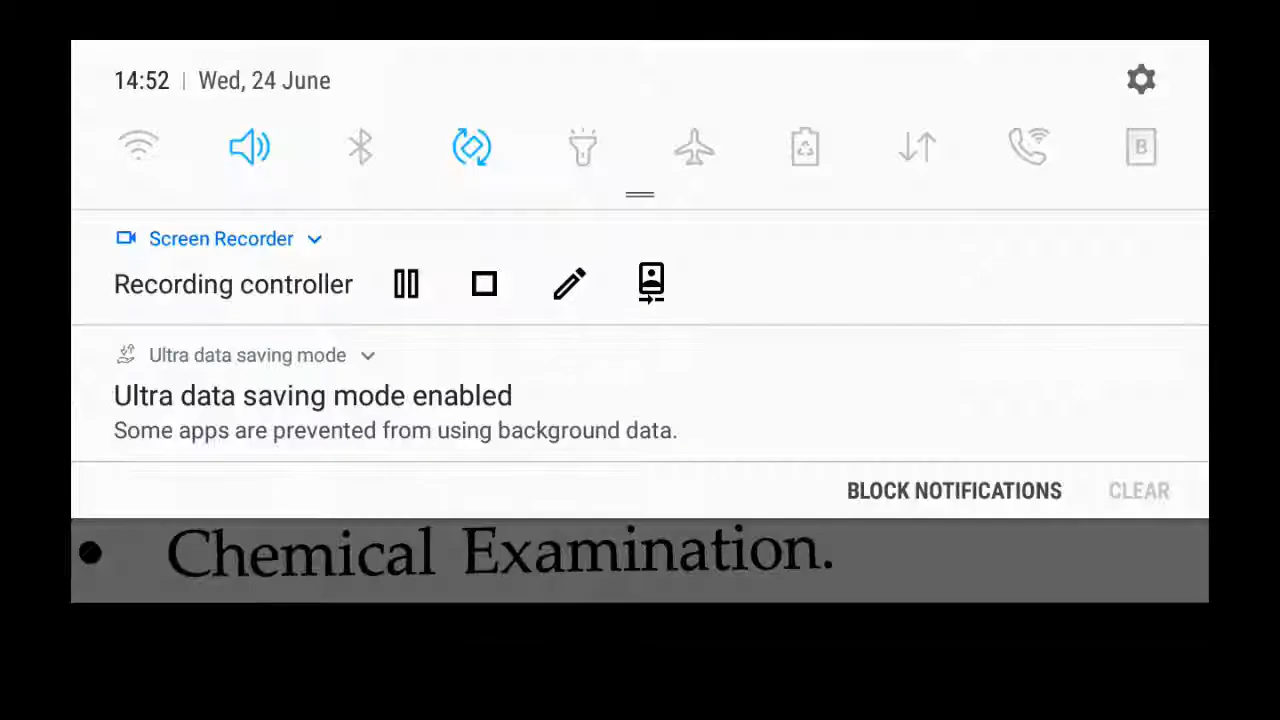 14:52 | Wed, 24 June
B
Screen Recorder
Recording controller
Ultra data saving mode
Ultra data saving mode enabled
Some apps are prevented from using background data.
BLOCK NOTIFICATIONS CLEAR
• Chemical Examination.